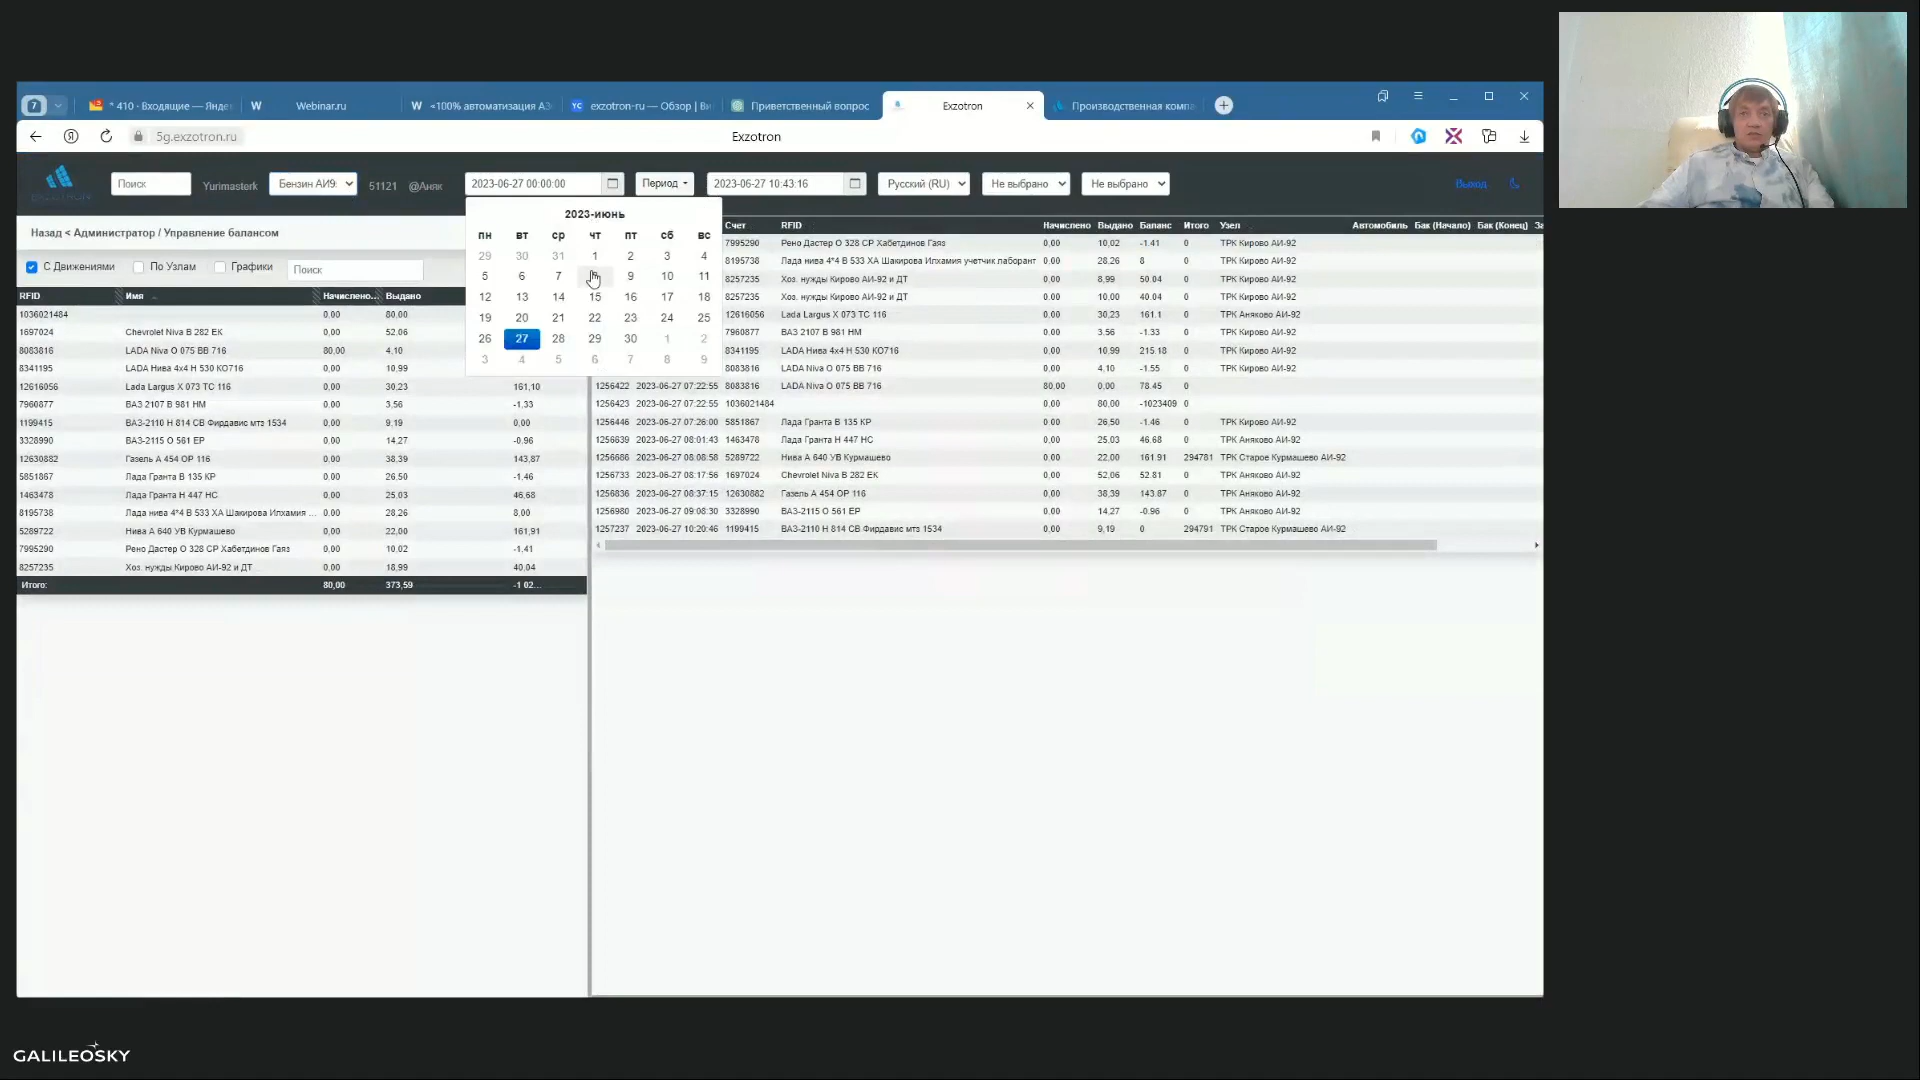 7 * 410 · Входящие — Яндек W Webinar.ru W <100% автоматизация АЗ YC exzotron-ru — Обзор | Ви Приветственный вопрос Exzotron Производственная компа
5g.exzotron.ru Exzotron
Поиск Yurimasterk Бензин АИ9: 51121 @Аняк 2023-06-27 00:00:00 Период 2023-06-27 10:43:16 Русский (RU) Не выбрано Не выбрано Выход
2023-июнь
пн вт ср чт пт сб вс
29 30 31 1 2 3 4
5 6 7 8 9 10 11
12 13 14 15 16 17 18
19 20 21 22 23 24 25
26 27 28 29 30 1 2
3 4 5 6 7 8 9
Назад < Администратор / Управление балансом
С Движениями По Узлам Графики Поиск
RFID Имя Начислено... Выдано
1036021484 0,00 80,00
1697024 Chevrolet Niva В 282 ЕК 0,00 52,06
8083816 LADA Niva О 075 ВВ 716 80,00 4,10
8341195 LADA Нива 4х4 Н 530 КО716 0,00 10,99
12616056 Lada Largus Х 073 ТС 116 0,00 30,23 161,10
7960877 ВАЗ 2107 В 981 НМ 0,00 3,56 -1,33
1199415 ВАЗ-2110 Н 814 СВ Фирдавис мтз 1534 0,00 9,19 0,00
3328990 ВАЗ-2115 О 561 ЕР 0,00 14,27 -0,96
12630882 Газель А 454 ОР 116 0,00 38,39 143,87
5851867 Лада Гранта В 135 КР 0,00 26,50 -1,46
1463478 Лада Гранта Н 447 НС 0,00 25,03 46,68
8195738 Лада нива 4*4 В 533 ХА Шакирова Илхамия ... 0,00 28,26 8,00
5289722 Нива А 640 УВ Курмашево 0,00 22,00 161,91
7995290 Рено Дастер О 328 СР Хабетдинов Гаяз 0,00 10,02 -1,41
8257235 Хоз. нужды Кирово АИ-92 и ДТ 0,00 18,99 40,04
Итого: 80,00 373,59 -1 02...
Счет RFID Начислено Выдано Баланс Итого Узел Автомобиль Бак (Начало) Бак (Конец) За
7995290 Рено Дастер О 328 СР Хабетдинов Гаяз 0,00 10,02 -1.41 0 ТРК Кирово АИ-92
8195738 Лада нива 4*4 В 533 ХА Шакирова Илхамия учетчик лаборант 0,00 28,26 8 0 ТРК Кирово АИ-92
8257235 Хоз. нужды Кирово АИ-92 и ДТ 0,00 8,99 50.04 0 ТРК Кирово АИ-92
8257235 Хоз. нужды Кирово АИ-92 и ДТ 0,00 10,00 40.04 0 ТРК Кирово АИ-92
12616056 Lada Largus Х 073 ТС 116 0,00 30,23 161.1 0 ТРК Аняково АИ-92
7960877 ВАЗ 2107 В 981 НМ 0,00 3,56 -1.33 0 ТРК Кирово АИ-92
8341195 LADA Нива 4х4 Н 530 КО716 0,00 10,99 215.18 0 ТРК Кирово АИ-92
8083816 LADA Niva О 075 ВВ 716 0,00 4,10 -1.55 0 ТРК Кирово АИ-92
1256422 2023-06-27 07:22:55 8083816 LADA Niva О 075 ВВ 716 80,00 0,00 78.45 0
1256423 2023-06-27 07:22:55 1036021484 0,00 80,00 -1023409 0
1256446 2023-06-27 07:26:00 5851867 Лада Гранта В 135 КР 0,00 26,50 -1.46 0 ТРК Кирово АИ-92
1256639 2023-06-27 08:01:43 1463478 Лада Гранта Н 447 НС 0,00 25,03 46.68 0 ТРК Аняково АИ-92
1256686 2023-06-27 08:08:58 5289722 Нива А 640 УВ Курмашево 0,00 22,00 161.91 294781 ТРК Старое Курмашево АИ-92
1256733 2023-06-27 08:17:56 1697024 Chevrolet Niva В 282 ЕК 0,00 52,06 52.81 0 ТРК Аняково АИ-92
1256836 2023-06-27 08:37:15 12630882 Газель А 454 ОР 116 0,00 38,39 143.87 0 ТРК Аняково АИ-92
1256980 2023-06-27 09:08:30 3328990 ВАЗ-2115 О 561 ЕР 0,00 14,27 -0.96 0 ТРК Аняково АИ-92
1257237 2023-06-27 10:20:46 1199415 ВАЗ-2110 Н 814 СВ Фирдавис мтз 1534 0,00 9,19 0 294791 ТРК Старое Курмашево АИ-92
GALILEOSKY